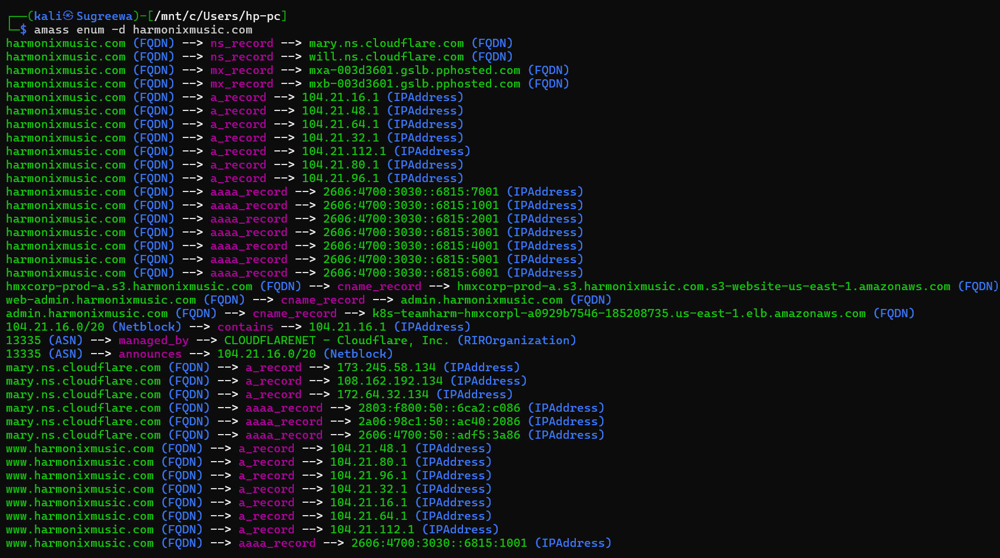 ┌──(kali㉿Sugreewa)-[/mnt/c/Users/hp-pc]
└─$ amass enum -d harmonixmusic.com
harmonixmusic.com (FQDN) --> ns_record --> mary.ns.cloudflare.com (FQDN)
harmonixmusic.com (FQDN) --> ns_record --> will.ns.cloudflare.com (FQDN)
harmonixmusic.com (FQDN) --> mx_record --> mxa-003d3601.gslb.pphosted.com (FQDN)
harmonixmusic.com (FQDN) --> mx_record --> mxb-003d3601.gslb.pphosted.com (FQDN)
harmonixmusic.com (FQDN) --> a_record --> 104.21.16.1 (IPAddress)
harmonixmusic.com (FQDN) --> a_record --> 104.21.48.1 (IPAddress)
harmonixmusic.com (FQDN) --> a_record --> 104.21.64.1 (IPAddress)
harmonixmusic.com (FQDN) --> a_record --> 104.21.32.1 (IPAddress)
harmonixmusic.com (FQDN) --> a_record --> 104.21.112.1 (IPAddress)
harmonixmusic.com (FQDN) --> a_record --> 104.21.80.1 (IPAddress)
harmonixmusic.com (FQDN) --> a_record --> 104.21.96.1 (IPAddress)
harmonixmusic.com (FQDN) --> aaaa_record --> 2606:4700:3030::6815:7001 (IPAddress)
harmonixmusic.com (FQDN) --> aaaa_record --> 2606:4700:3030::6815:1001 (IPAddress)
harmonixmusic.com (FQDN) --> aaaa_record --> 2606:4700:3030::6815:2001 (IPAddress)
harmonixmusic.com (FQDN) --> aaaa_record --> 2606:4700:3030::6815:3001 (IPAddress)
harmonixmusic.com (FQDN) --> aaaa_record --> 2606:4700:3030::6815:4001 (IPAddress)
harmonixmusic.com (FQDN) --> aaaa_record --> 2606:4700:3030::6815:5001 (IPAddress)
harmonixmusic.com (FQDN) --> aaaa_record --> 2606:4700:3030::6815:6001 (IPAddress)
hmxcorp-prod-a.s3.harmonixmusic.com (FQDN) --> cname_record --> hmxcorp-prod-a.s3.harmonixmusic.com.s3-website-us-east-1.amazonaws.com (FQDN)
web-admin.harmonixmusic.com (FQDN) --> cname_record --> admin.harmonixmusic.com (FQDN)
admin.harmonixmusic.com (FQDN) --> cname_record --> k8s-teamharm-hmxcorpl-a0929b7546-185208735.us-east-1.elb.amazonaws.com (FQDN)
104.21.16.0/20 (Netblock) --> contains --> 104.21.16.1 (IPAddress)
13335 (ASN) --> managed_by --> CLOUDFLARENET - Cloudflare, Inc. (RIROrganization)
13335 (ASN) --> announces --> 104.21.16.0/20 (Netblock)
mary.ns.cloudflare.com (FQDN) --> a_record --> 173.245.58.134 (IPAddress)
mary.ns.cloudflare.com (FQDN) --> a_record --> 108.162.192.134 (IPAddress)
mary.ns.cloudflare.com (FQDN) --> a_record --> 172.64.32.134 (IPAddress)
mary.ns.cloudflare.com (FQDN) --> aaaa_record --> 2803:f800:50::6ca2:c086 (IPAddress)
mary.ns.cloudflare.com (FQDN) --> aaaa_record --> 2a06:98c1:50::ac40:2086 (IPAddress)
mary.ns.cloudflare.com (FQDN) --> aaaa_record --> 2606:4700:50::adf5:3a86 (IPAddress)
www.harmonixmusic.com (FQDN) --> a_record --> 104.21.48.1 (IPAddress)
www.harmonixmusic.com (FQDN) --> a_record --> 104.21.80.1 (IPAddress)
www.harmonixmusic.com (FQDN) --> a_record --> 104.21.96.1 (IPAddress)
www.harmonixmusic.com (FQDN) --> a_record --> 104.21.32.1 (IPAddress)
www.harmonixmusic.com (FQDN) --> a_record --> 104.21.16.1 (IPAddress)
www.harmonixmusic.com (FQDN) --> a_record --> 104.21.64.1 (IPAddress)
www.harmonixmusic.com (FQDN) --> a_record --> 104.21.112.1 (IPAddress)
www.harmonixmusic.com (FQDN) --> aaaa_record --> 2606:4700:3030::6815:1001 (IPAddress)